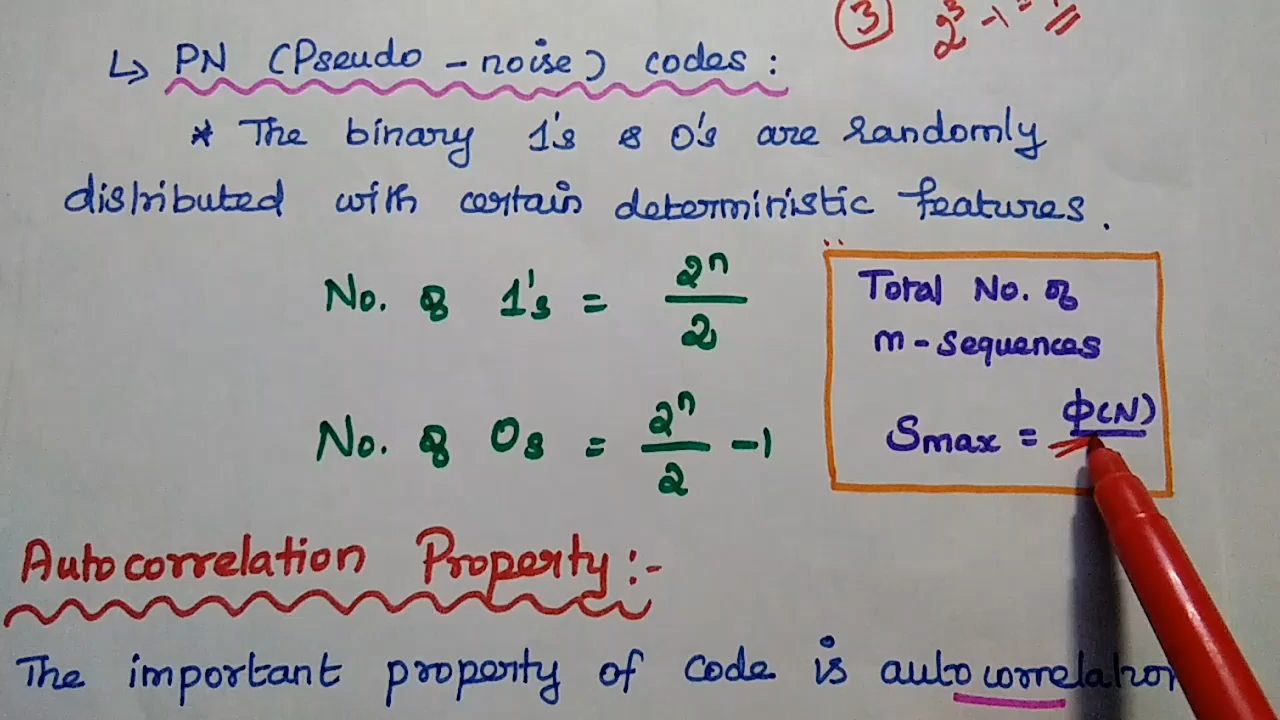 ③ 2³ - 1 =
↳ PN (Pseudo - noise) codes :
* The binary 1's & 0's are randomly
distributed with certain deterministic features.
No. of 1's = 2ⁿ / 2
No. of 0s = 2ⁿ / 2 - 1
Total No. of
m - sequences
Smax = Φ(N)
Autocorrelation Property :-
The important property of code is autocorrelation